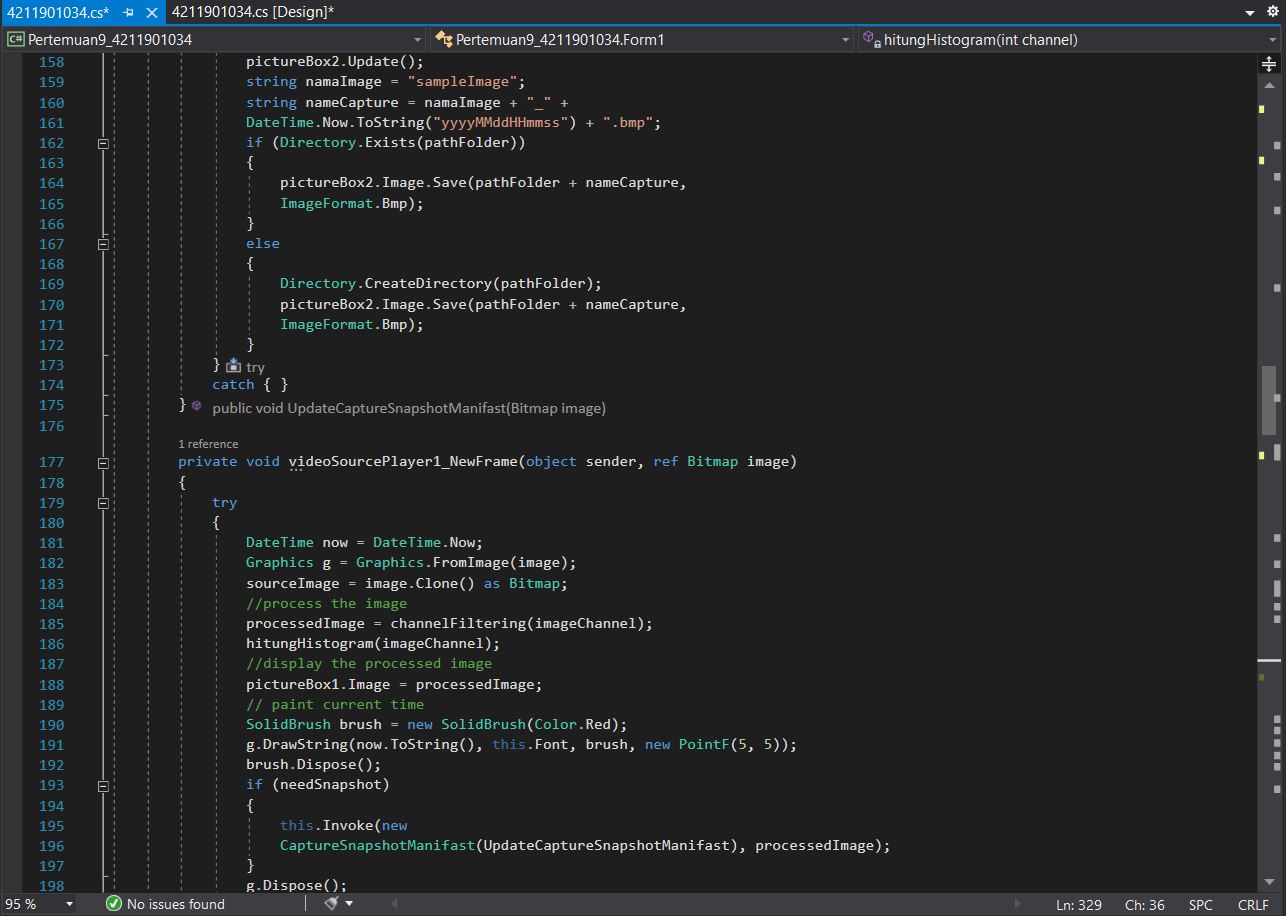 4211901034.cs* 4211901034.cs [Design]*
C# Pertemuan9_4211901034 Pertemuan9_4211901034.Form1 hitungHistogram(int channel)
158 pictureBox2.Update();
159 string namaImage = "sampleImage";
160 string nameCapture = namaImage + "_" +
161 DateTime.Now.ToString("yyyyMMddHHmmss") + ".bmp";
162 if (Directory.Exists(pathFolder))
163 {
164 pictureBox2.Image.Save(pathFolder + nameCapture,
165 ImageFormat.Bmp);
166 }
167 else
168 {
169 Directory.CreateDirectory(pathFolder);
170 pictureBox2.Image.Save(pathFolder + nameCapture,
171 ImageFormat.Bmp);
172 }
173 } try
174 catch { }
175 } public void UpdateCaptureSnapshotManifast(Bitmap image)
176
1 reference
177 private void videoSourcePlayer1_NewFrame(object sender, ref Bitmap image)
178 {
179 try
180 {
181 DateTime now = DateTime.Now;
182 Graphics g = Graphics.FromImage(image);
183 sourceImage = image.Clone() as Bitmap;
184 //process the image
185 processedImage = channelFiltering(imageChannel);
186 hitungHistogram(imageChannel);
187 //display the processed image
188 pictureBox1.Image = processedImage;
189 // paint current time
190 SolidBrush brush = new SolidBrush(Color.Red);
191 g.DrawString(now.ToString(), this.Font, brush, new PointF(5, 5));
192 brush.Dispose();
193 if (needSnapshot)
194 {
195 this.Invoke(new
196 CaptureSnapshotManifast(UpdateCaptureSnapshotManifast), processedImage);
197 }
198 g.Dispose();
95 % No issues found Ln: 329 Ch: 36 SPC CRLF